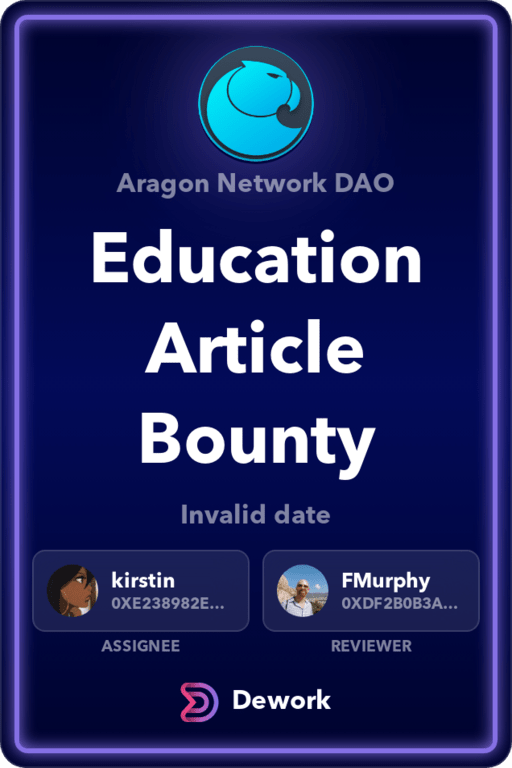 Aragon Network DAO
Education
Article
Bounty
Invalid date
kirstin
0XE238982E...
FMurphy
0XDF2B0B3A...
ASSIGNEE
REVIEWER
Dework